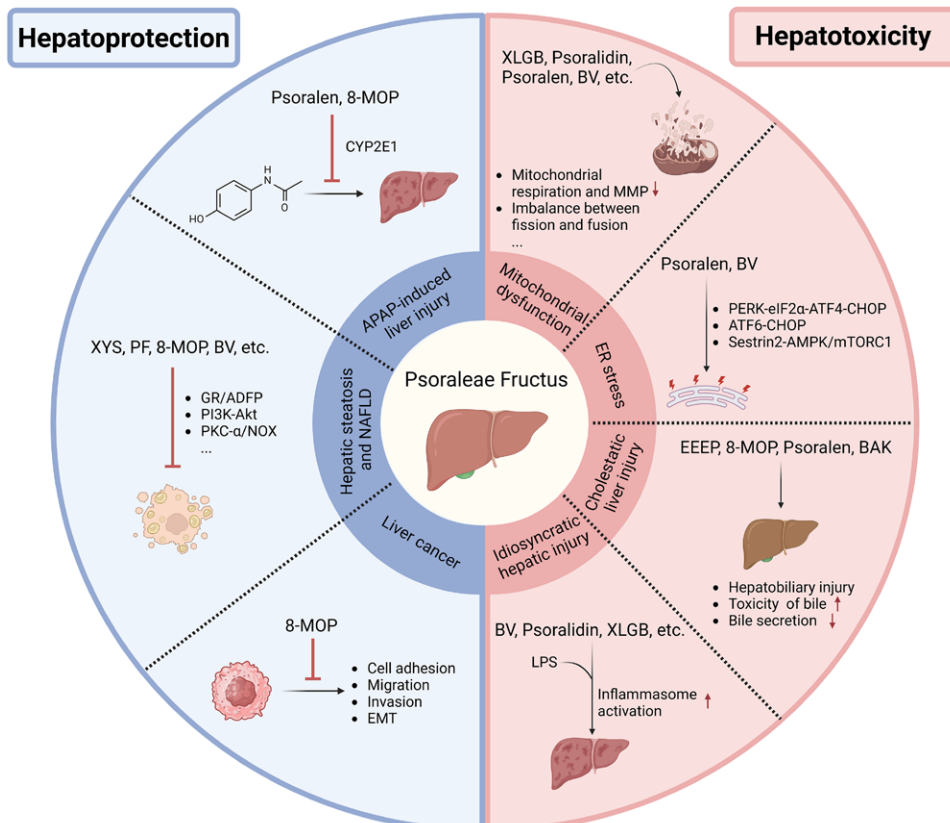 Hepatoprotection
Hepatotoxicity
Psoralen, 8-MOP
CYP2E1
HO
H
N
O
APAP-induced
liver injury
XYS, PF, 8-MOP, BV, etc.
• GR/ADFP
• PI3K-Akt
• PKC-α/NOX
...
Hepatic steatosis
and NAFLD
8-MOP
• Cell adhesion
• Migration
• Invasion
• EMT
Liver cancer
Psoraleae Fructus
XLGB, Psoralidin,
Psoralen, BV, etc.
• Mitochondrial
respiration and MMP ↓
• Imbalance between
fission and fusion
...
Mitochondrial
dysfunction
Psoralen, BV
• PERK-eIF2α-ATF4-CHOP
• ATF6-CHOP
• Sestrin2-AMPK/mTORC1
ER stress
EEEP, 8-MOP, Psoralen, BAK
• Hepatobiliary injury
• Toxicity of bile ↑
• Bile secretion ↓
Cholestatic
liver injury
BV, Psoralidin, XLGB, etc.
LPS
Inflammasome ↑
activation
Idiosyncratic
hepatic injury